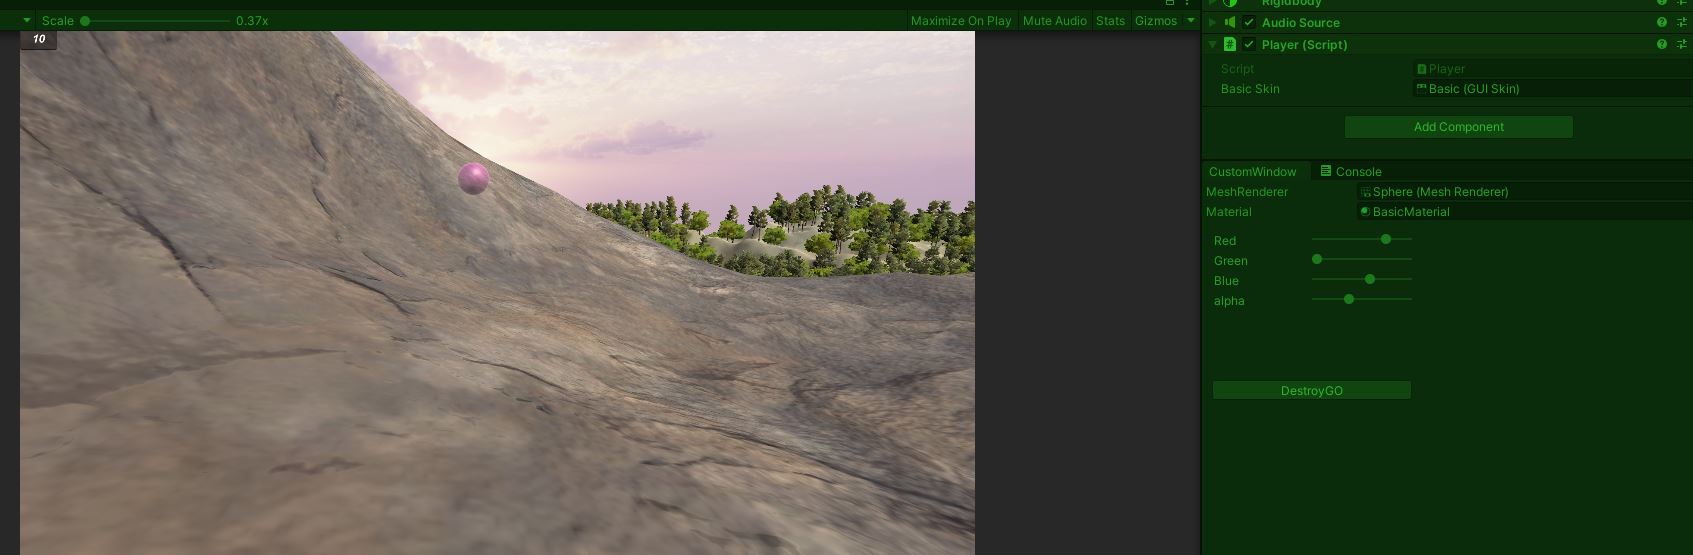 Scale 0.37x Maximize On Play Mute Audio Stats Gizmos
10
Rigidbody
Audio Source
Player (Script)
Script Player
Basic Skin Basic (GUI Skin)
Add Component
CustomWindow Console
MeshRenderer Sphere (Mesh Renderer)
Material BasicMaterial
Red
Green
Blue
alpha
DestroyGO